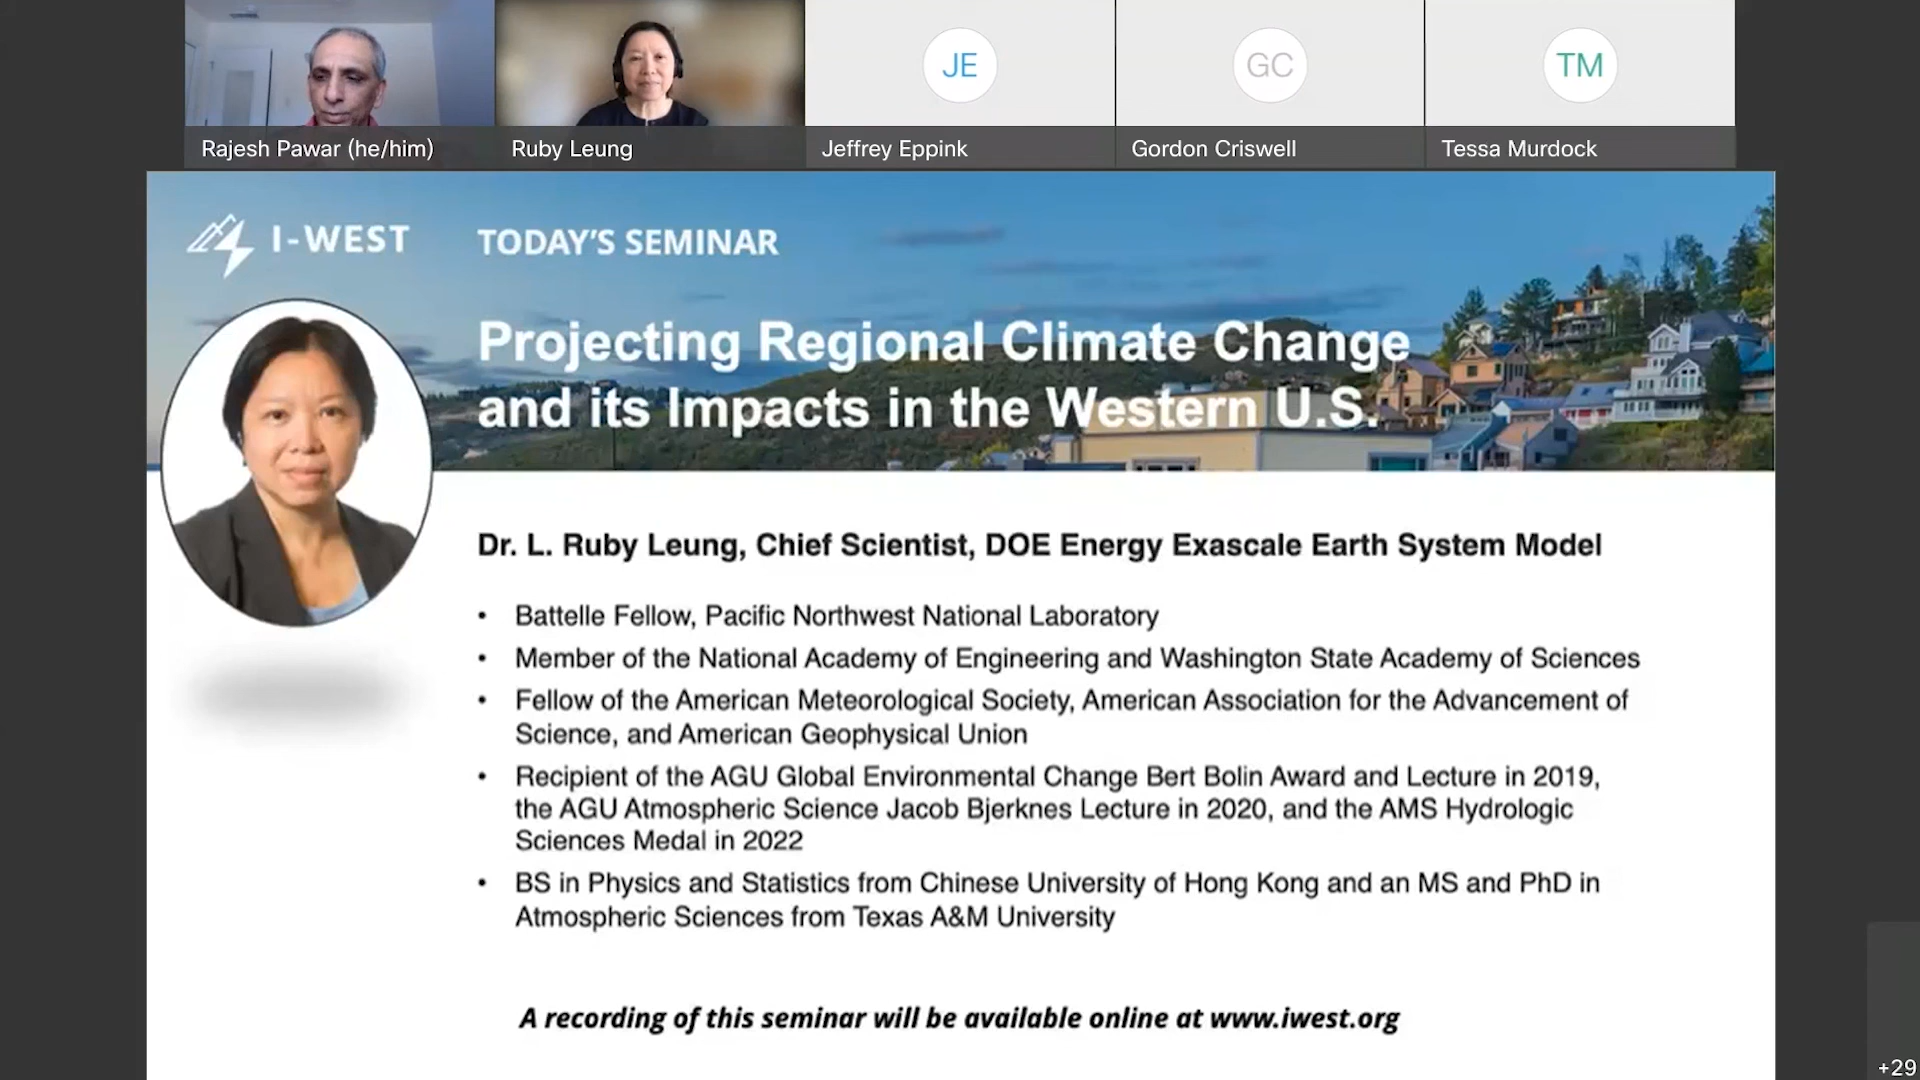 JE
GC
TM
Rajesh Pawar (he/him)
Ruby Leung
Jeffrey Eppink
Gordon Criswell
Tessa Murdock
I-WEST
TODAY'S SEMINAR
Projecting Regional Climate Change
and its Impacts in the Western U.S.
Dr. L. Ruby Leung, Chief Scientist, DOE Energy Exascale Earth System Model
• Battelle Fellow, Pacific Northwest National Laboratory
• Member of the National Academy of Engineering and Washington State Academy of Sciences
• Fellow of the American Meteorological Society, American Association for the Advancement of
Science, and American Geophysical Union
• Recipient of the AGU Global Environmental Change Bert Bolin Award and Lecture in 2019,
the AGU Atmospheric Science Jacob Bjerknes Lecture in 2020, and the AMS Hydrologic
Sciences Medal in 2022
• BS in Physics and Statistics from Chinese University of Hong Kong and an MS and PhD in
Atmospheric Sciences from Texas A&M University
A recording of this seminar will be available online at www.iwest.org
+29